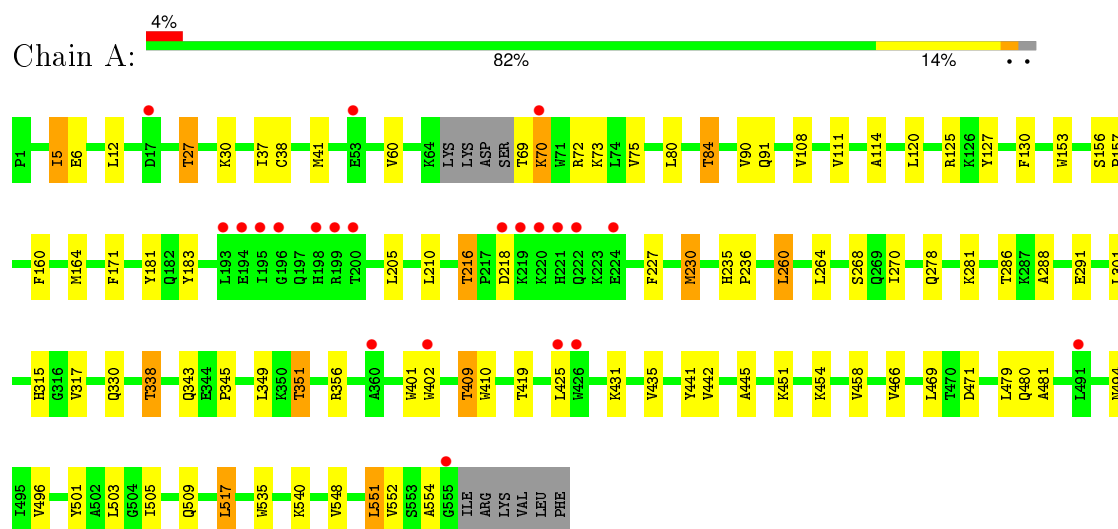 4%
Chain A:
82% 14% • •
P1 I5 E6 L12 D17 T27 K30 I37 G38 M41 E53 V60 K64 LYS LYS ASP SER T69 K70 W71 R72 K73 L74 V75 L80 T84 V90 Q91 V108 V111 A114 L120 R125 K126 Y127 F130 W153 S156 P157
F160 M164 F171 Y181 Q182 Y183 L193 E194 I195 G196 Q197 H198 R199 T200 L205 L210 T216 P217 D218 K219 K220 H221 Q222 K223 E224 F227 M230 H235 P236 L260 L264 S268 Q269 I270 Q278 K281 T286 K287 A288 E291 L301
H315 G316 V317 Q330 T338 Q343 E344 P345 L349 K350 T351 R356 A360 W401 W402 T409 W410 T419 L425 W426 K431 V435 Y441 V442 A445 K451 K454 V458 V466 L469 T470 D471 L479 Q480 A481 L491 N494
I495 V496 Y501 A502 L503 G504 I505 Q509 L517 W535 K540 V548 L551 V552 S553 A554 G555 ILE ARG LYS VAL LEU PHE